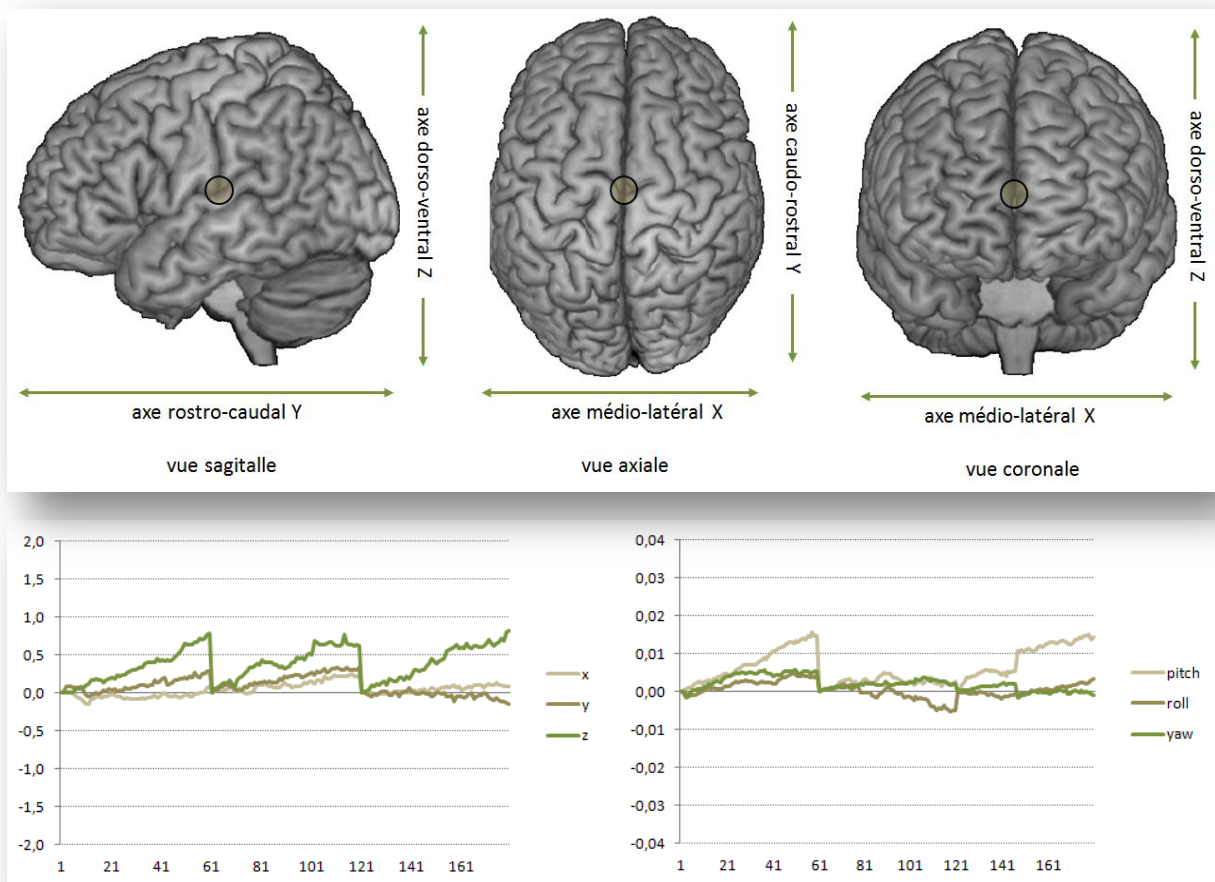 axe dorso-ventral Z
axe caudo-rostral Y
axe dorso-ventral Z
axe rostro-caudal Y
axe médio-latéral X
axe médio-latéral X
vue sagitalle
vue axiale
vue coronale
2,0
1,5
1,0
0,5
0,0
-0,5
-1,0
-1,5
-2,0
1 21 41 61 81 101 121 141 161
x
y
z
0,04
0,03
0,02
0,01
0,00
-0,01
-0,02
-0,03
-0,04
1 21 41 61 81 101 121 141 161
pitch
roll
yaw